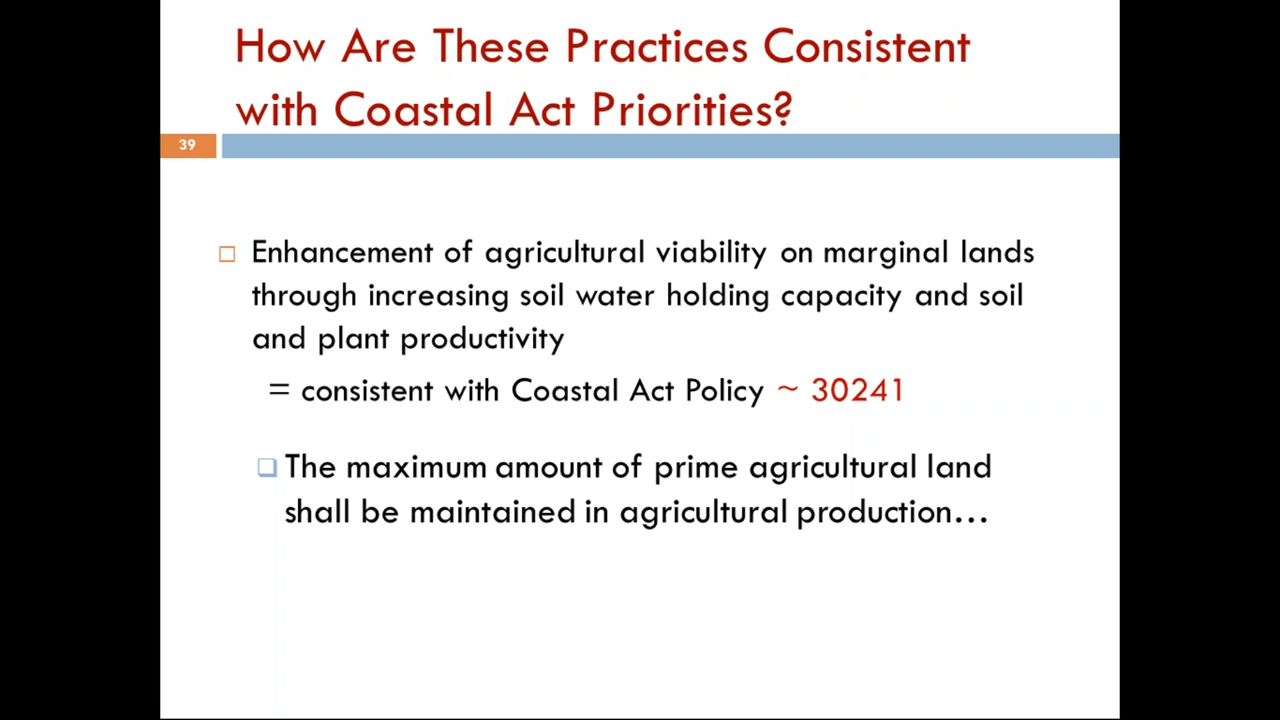 How Are These Practices Consistent
with Coastal Act Priorities?
39
Enhancement of agricultural viability on marginal lands
through increasing soil water holding capacity and soil
and plant productivity
= consistent with Coastal Act Policy ~ 30241
The maximum amount of prime agricultural land
shall be maintained in agricultural production…